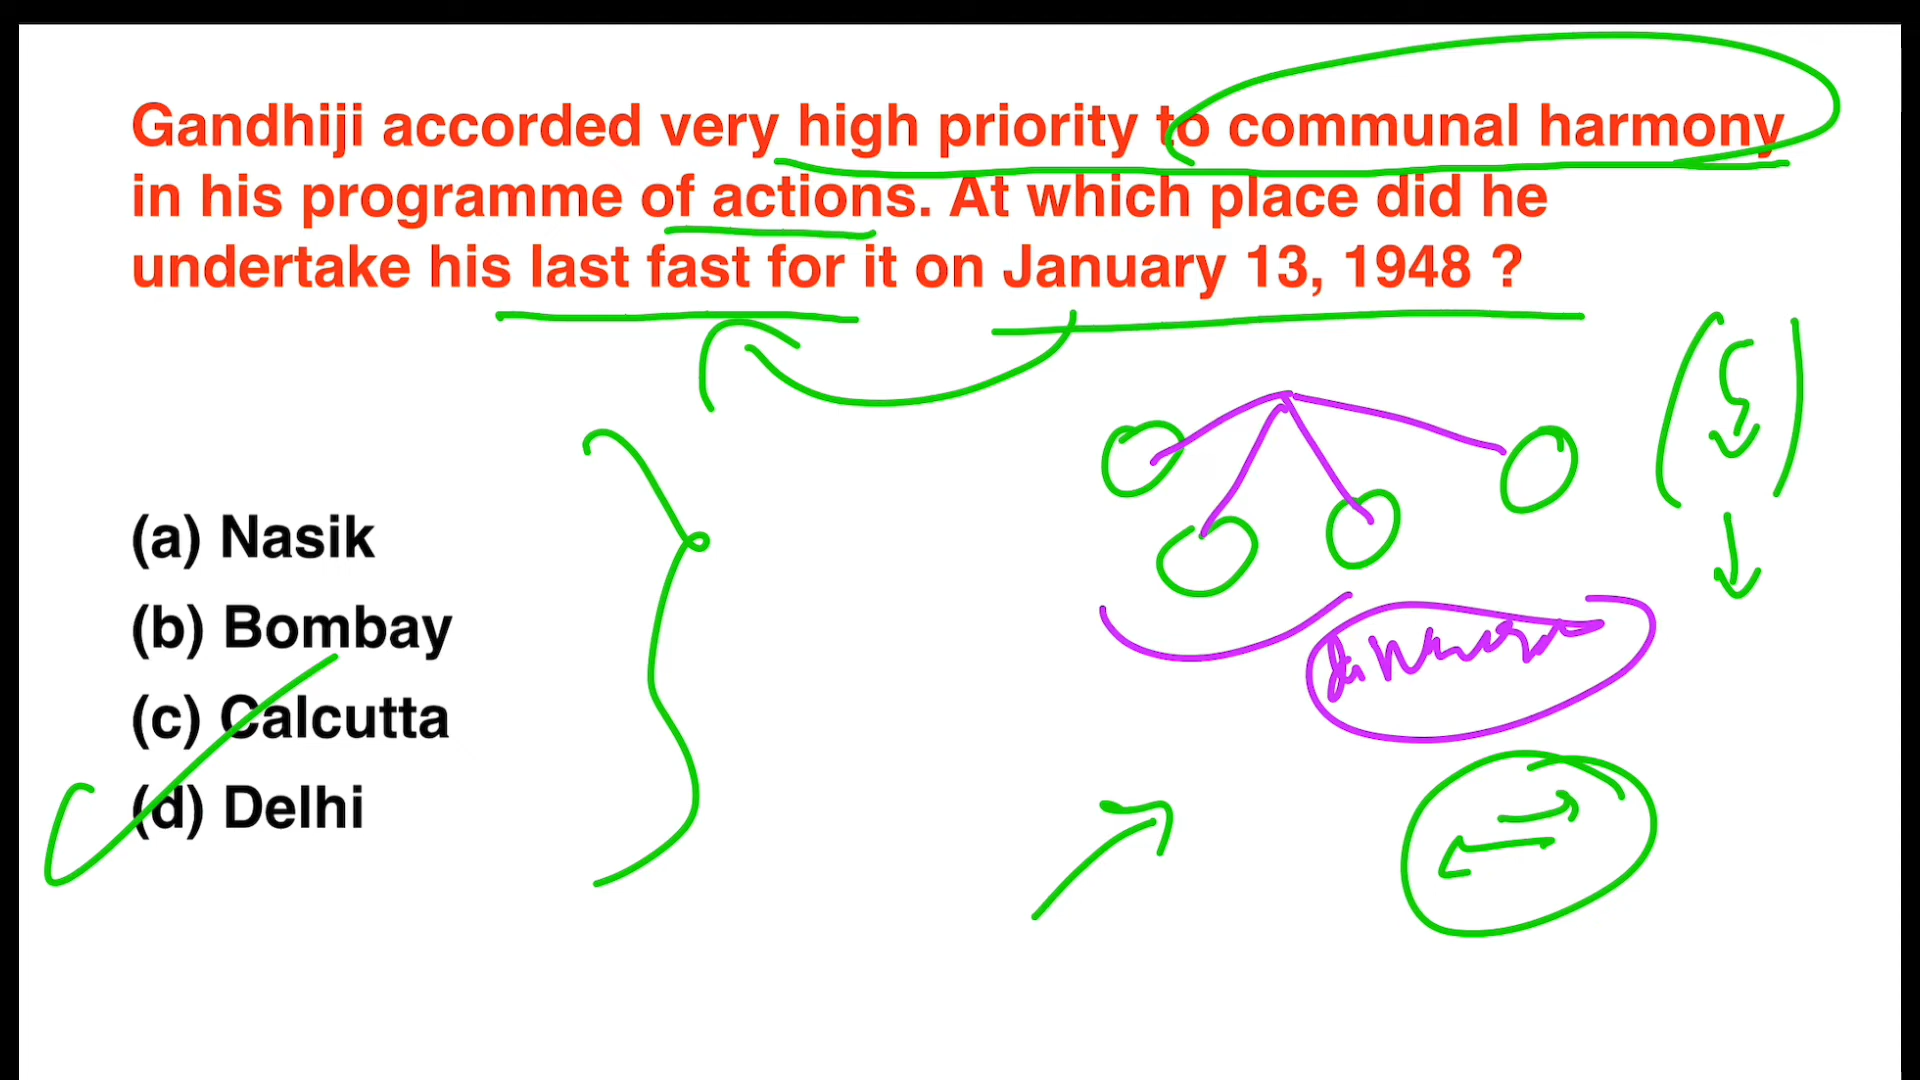 Gandhiji accorded very high priority to communal harmony
in his programme of actions. At which place did he
undertake his last fast for it on January 13, 1948 ?
(a) Nasik
(b) Bombay
(c) Calcutta
(d) Delhi